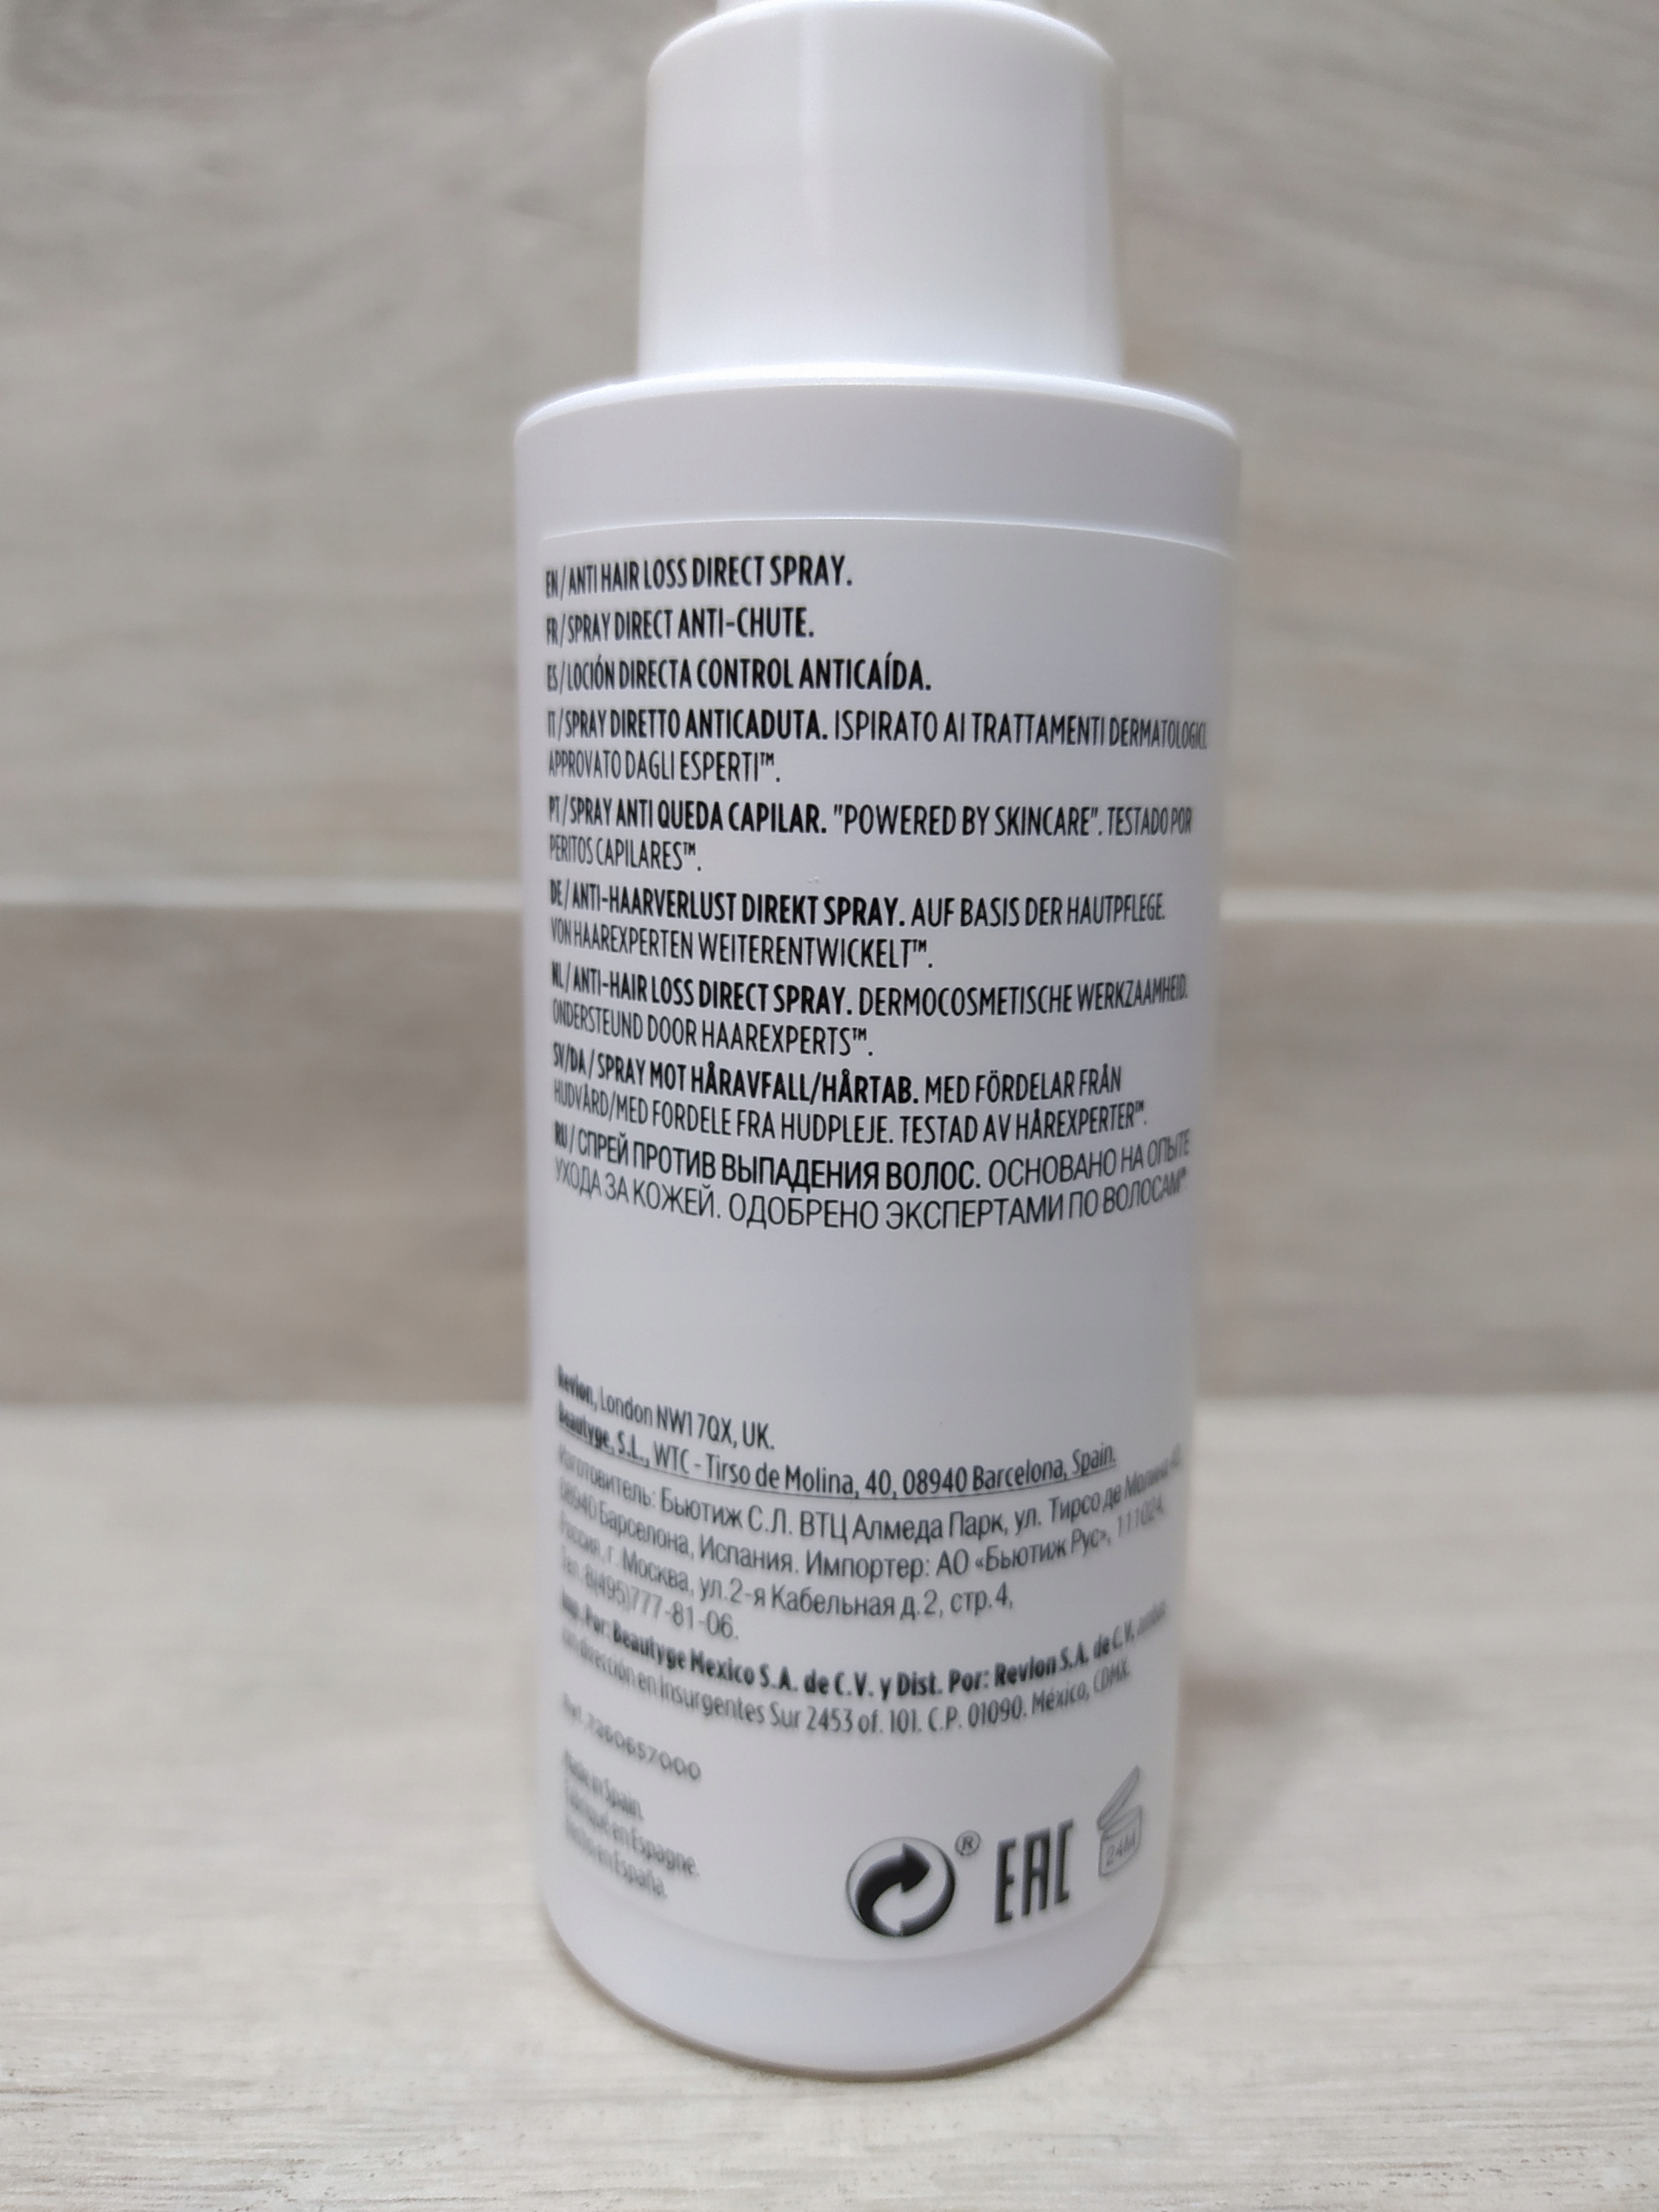 EN/ANTI HAIR LOSS DIRECT SPRAY.
FR/SPRAY DIRECT ANTI-CHUTE.
ES/LOCIÓN DIRECTA CONTROL ANTICAÍDA.
IT/SPRAY DIRETTO ANTICADUTA. ISPIRATO AI TRATTAMENTI DERMATOLOGICI.
APPROVATO DAGLI ESPERTI™.
PT/SPRAY ANTI QUEDA CAPILAR. "POWERED BY SKINCARE". TESTADO POR
PERITOS CAPILARES™.
DE/ANTI-HAARVERLUST DIREKT SPRAY. AUF BASIS DER HAUTPFLEGE.
VON HAAREXPERTEN WEITERENTWICKELT™.
NL/ANTI-HAIR LOSS DIRECT SPRAY. DERMOCOSMETISCHE WERKZAAMHEID.
ONDERSTEUND DOOR HAAREXPERTS™.
SV/DA/SPRAY MOT HÅRAVFALL/HÅRTAB. MED FÖRDELAR FRÅN
HUDVÅRD/MED FORDELE FRA HUDPLEJE. TESTAD AV HÅREXPERTER™.
RU/СПРЕЙ ПРОТИВ ВЫПАДЕНИЯ ВОЛОС. ОСНОВАНО НА ОПЫТЕ
УХОДА ЗА КОЖЕЙ. ОДОБРЕНО ЭКСПЕРТАМИ ПО ВОЛОСАМ™
Revlon, London NW1 7QX, UK.
Beautyge, S.L., WTC - Tirso de Molina, 40, 08940 Barcelona, Spain.
Изготовитель: Бьютиж С.Л. ВТЦ Алмеда Парк, ул. Тирсо де Молина 40,
08940 Барселона, Испания. Импортер: АО «Бьютиж Рус», 111024,
Россия, г. Москва, ул. 2-я Кабельная д. 2, стр. 4,
Тел. 8(495)777-81-06.
Imp. Por: Beautyge Mexico S.A. de C.V. y Dist. Por: Revlon S.A. de C.V. ambas
con dirección en Insurgentes Sur 2453 of. 101. C.P. 01090. México, CDMX.
Ref. 7260657000
Made in Spain.
Fabriqué en Espagne.
Hecho en España.
® EAC 24M